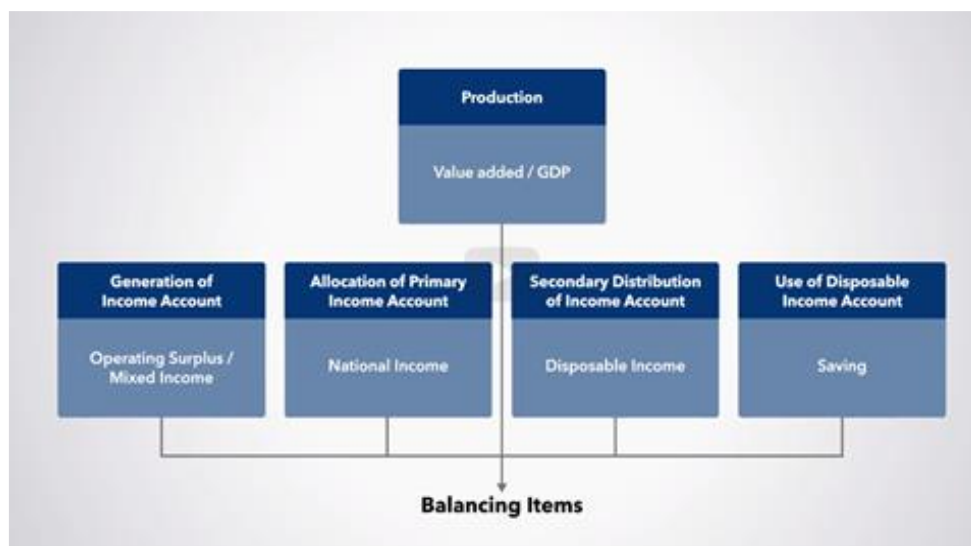 Production
Value added / GDP
Generation of
Income Account
Operating Surplus /
Mixed Income
Allocation of Primary
Income Account
National Income
Secondary Distribution
of Income Account
Disposable Income
Use of Disposable
Income Account
Saving
Balancing Items